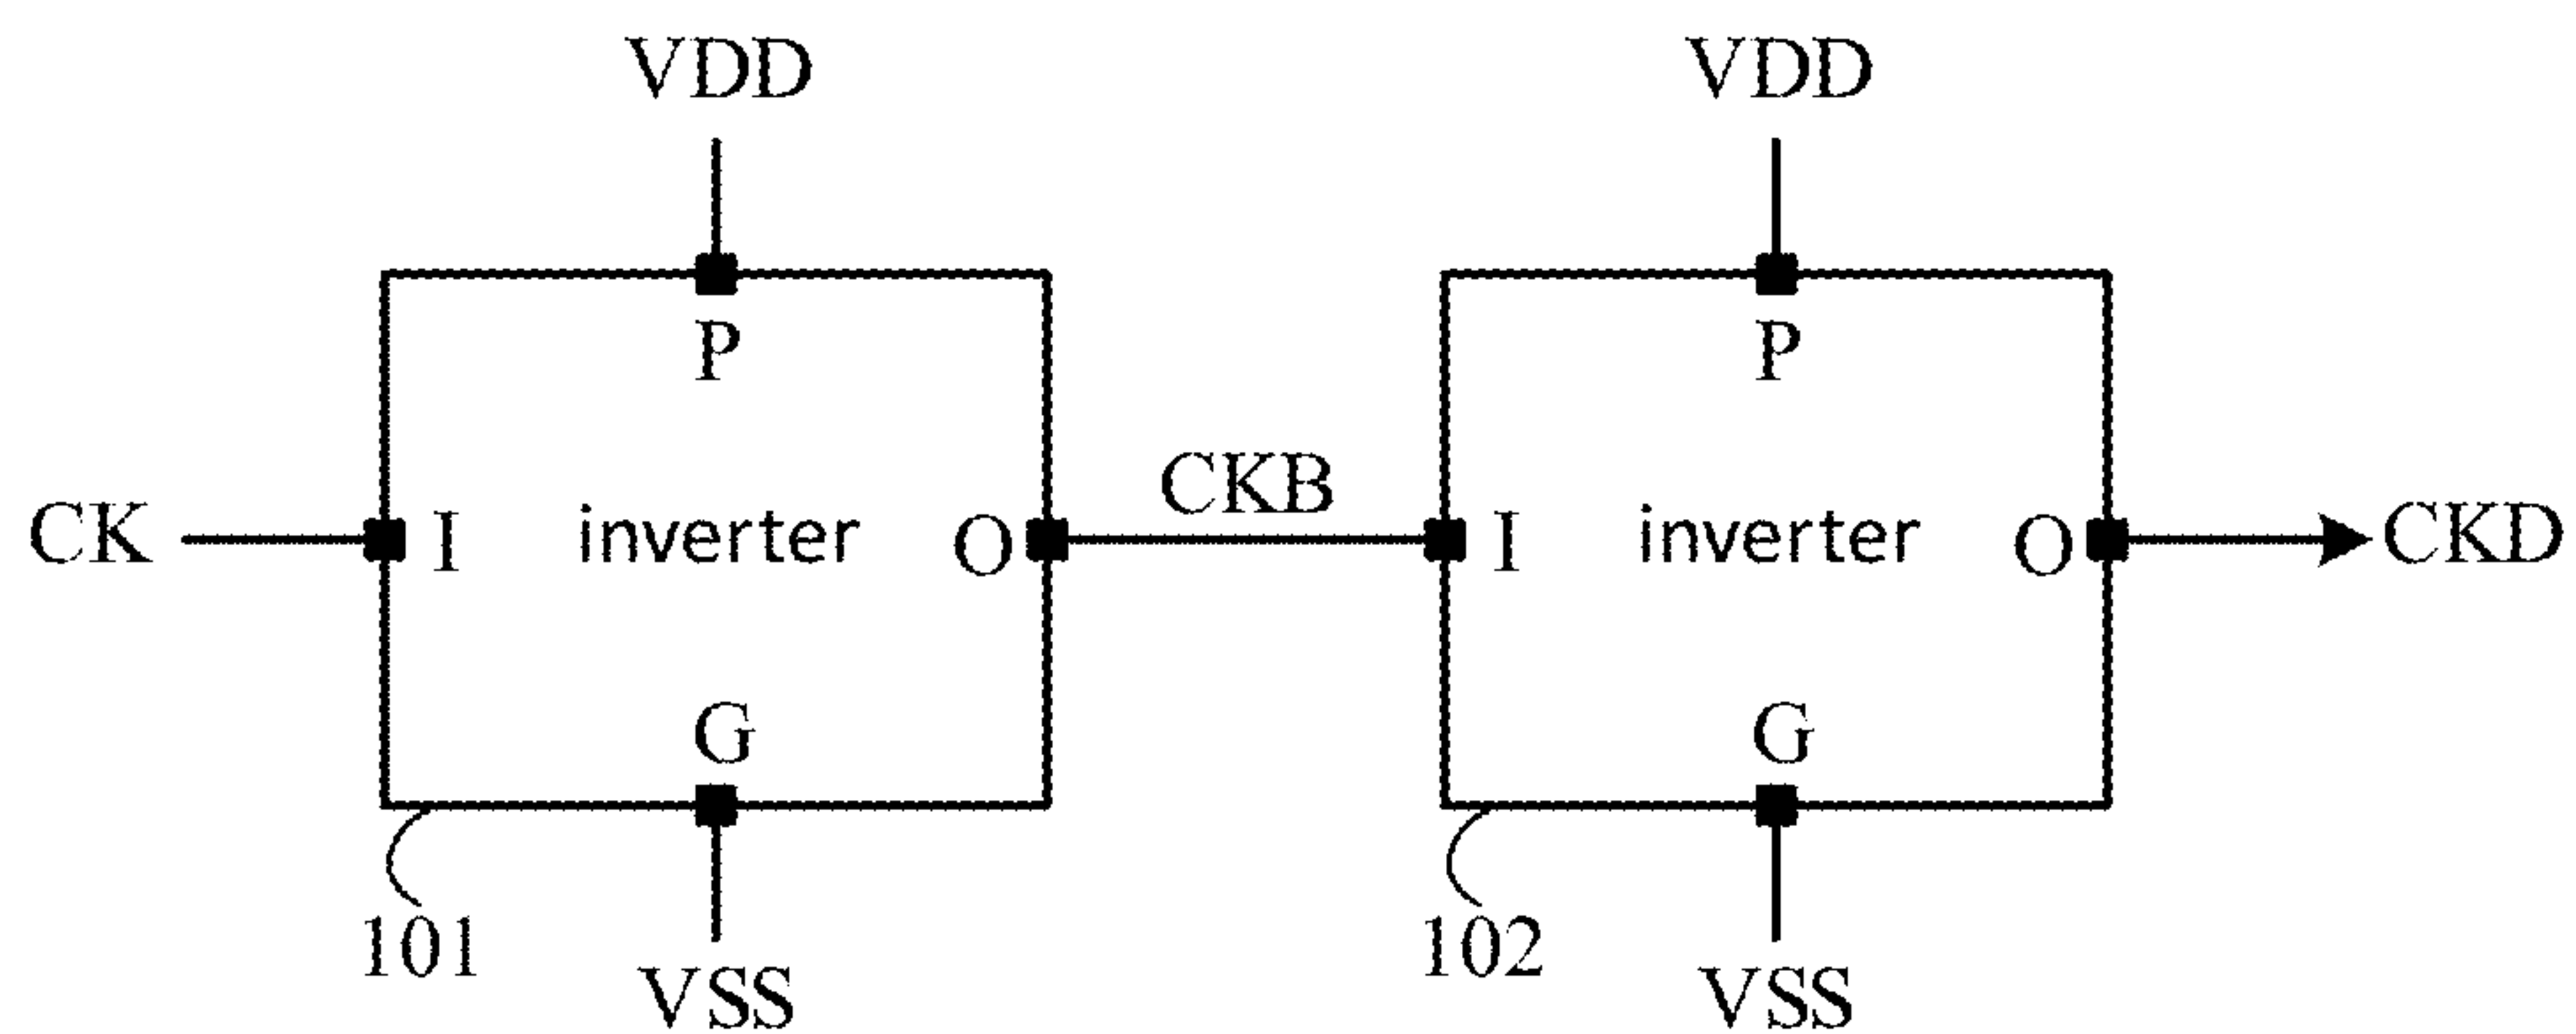 VDD VDD
P P
CK I inverter O CKB I inverter O CKD
G G
101 102
VSS VSS